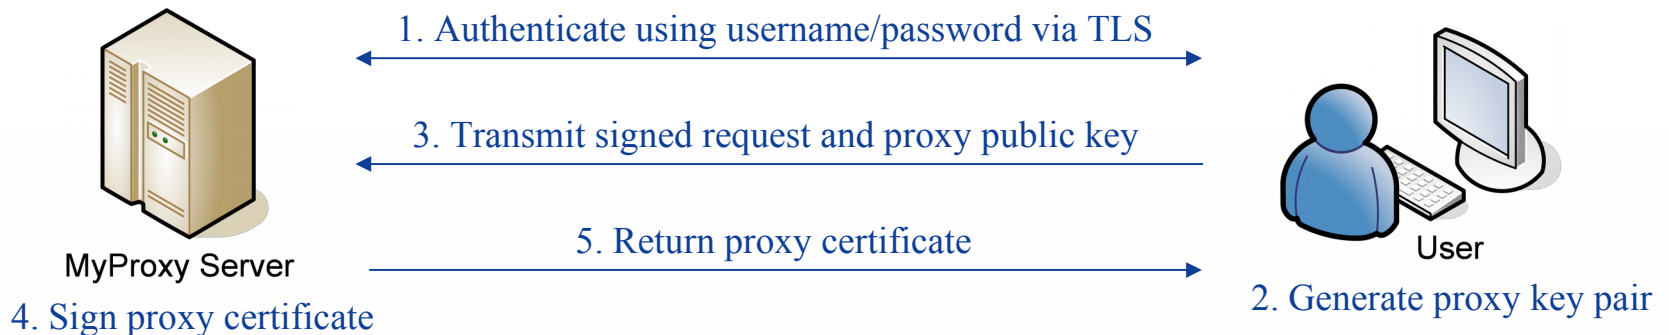 1. Authenticate using username/password via TLS
3. Transmit signed request and proxy public key
5. Return proxy certificate
MyProxy Server
4. Sign proxy certificate
User
2. Generate proxy key pair